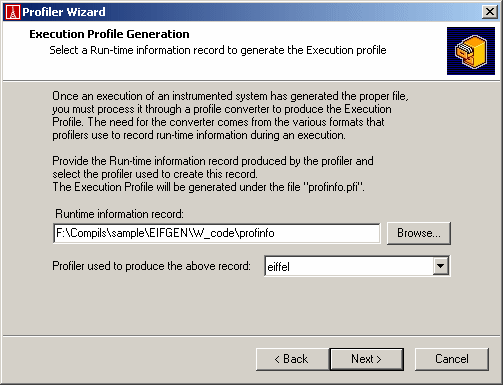 Profiler Wizard
Execution Profile Generation
Select a Run-time information record to generate the Execution profile
Once an execution of an instrumented system has generated the proper file,
you must process it through a profile converter to produce the Execution
Profile. The need for the converter comes from the various formats that
profilers use to record run-time information during an execution.
Provide the Run-time information record produced by the profiler and
select the profiler used to create this record.
The Execution Profile will be generated under the file "profinfo.pfi".
Runtime information record:
F:\Compils\sample\EIFGEN\W_code\profinfo
Browse...
Profiler used to produce the above record:
eiffel
< Back
Next >
Cancel